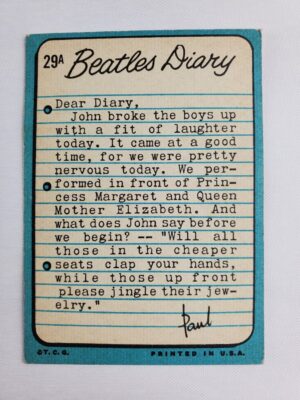 29A Beatles Diary
Dear Diary,
John broke the boys up
with a fit of laughter
today. It came at a good
time, for we were pretty
nervous today. We per-
formed in front of Prin-
cess Margaret and Queen
Mother Elizabeth. And
what does John say before
we begin? -- "Will all
those in the cheaper
seats clap your hands,
while those up front
please jingle their jew-
elry."
Paul
©T.C.G. PRINTED IN U.S.A.